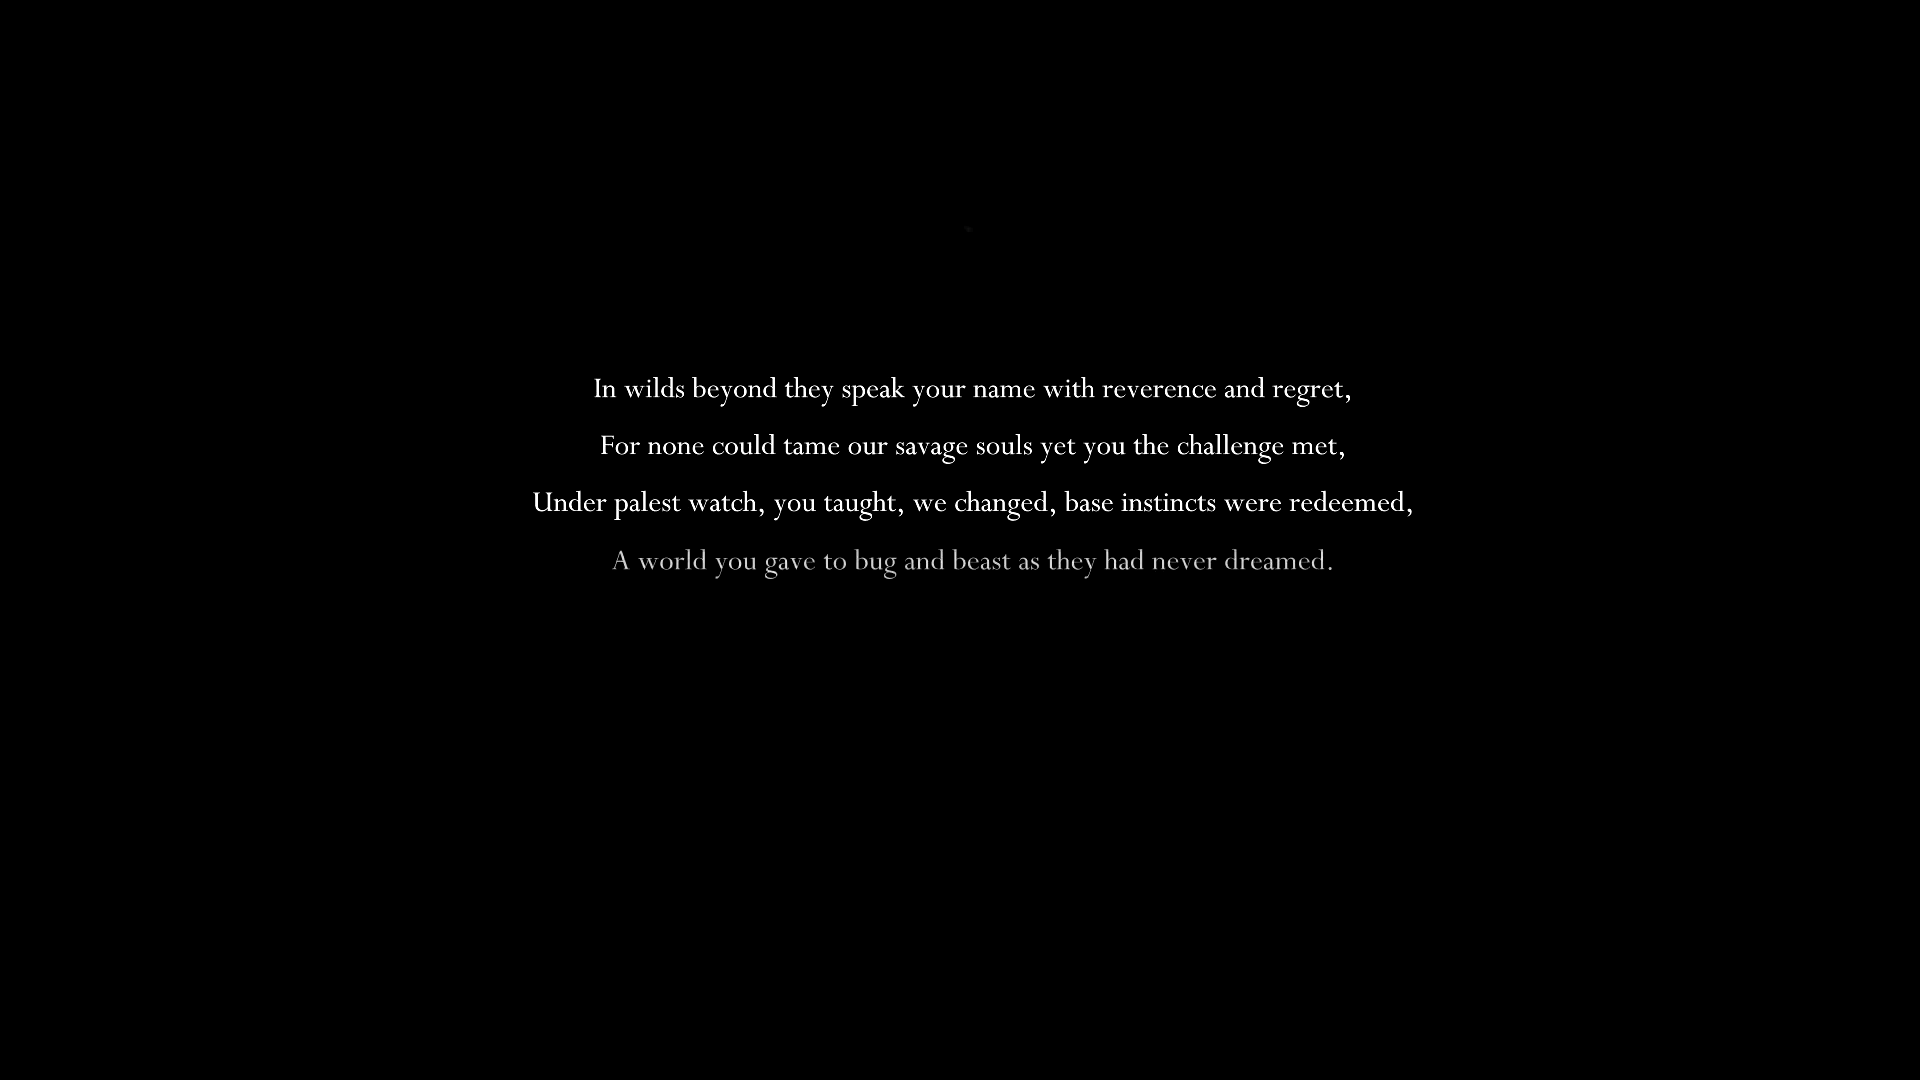 In wilds beyond they speak your name with reverence and regret,
For none could tame our savage souls yet you the challenge met,
Under palest watch, you taught, we changed, base instincts were redeemed,
A world you gave to bug and beast as they had never dreamed.